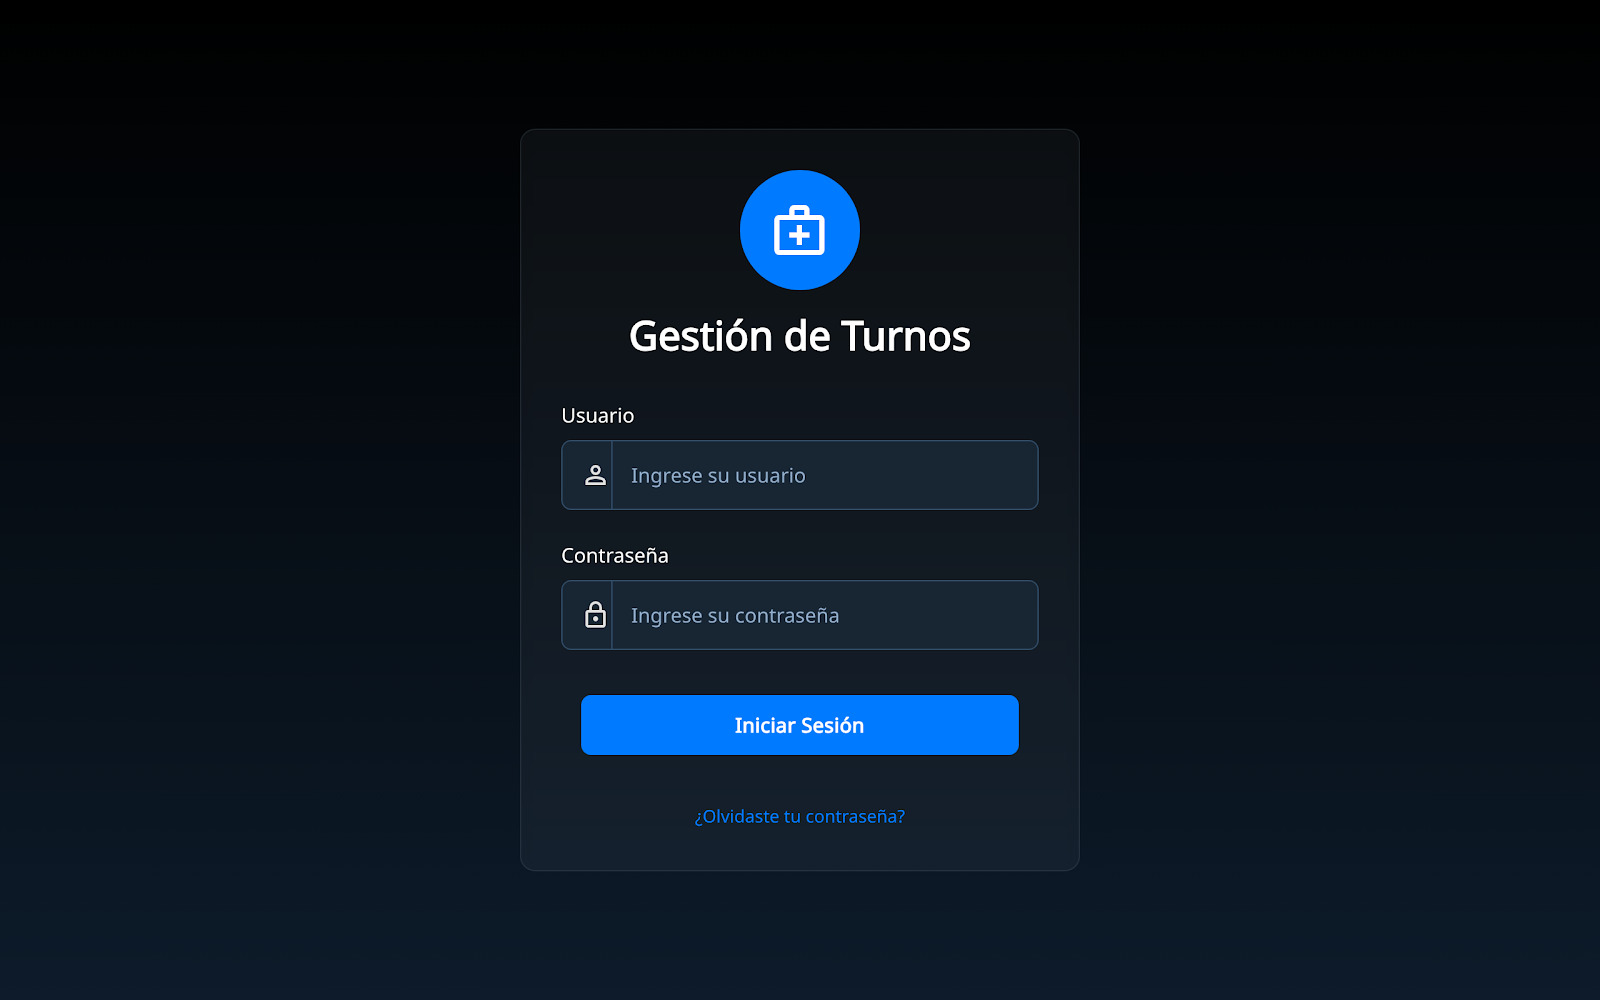 Gestión de Turnos
Usuario
Ingrese su usuario
Contraseña
Ingrese su contraseña
Iniciar Sesión
¿Olvidaste tu contraseña?